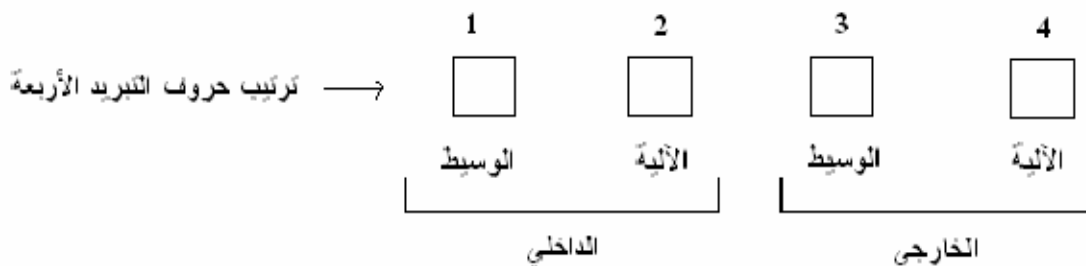 1 2 3 4
ترتيب حروف التبريد الأربعة
الوسيط الآلية الوسيط الآلية
الداخلي الخارجي